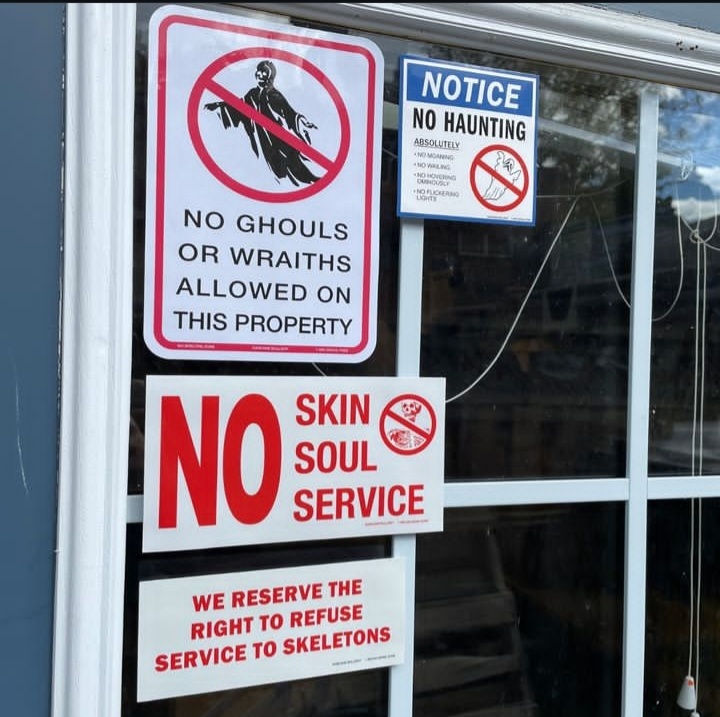 NO GHOULS
OR WRAITHS
ALLOWED ON
THIS PROPERTY
NOTICE
NO HAUNTING
ABSOLUTELY
• NO MOANING
• NO WAILING
• NO HOVERING
OMINOUSLY
• NO FLICKERING
LIGHTS
NO
SKIN
SOUL
SERVICE
WE RESERVE THE
RIGHT TO REFUSE
SERVICE TO SKELETONS